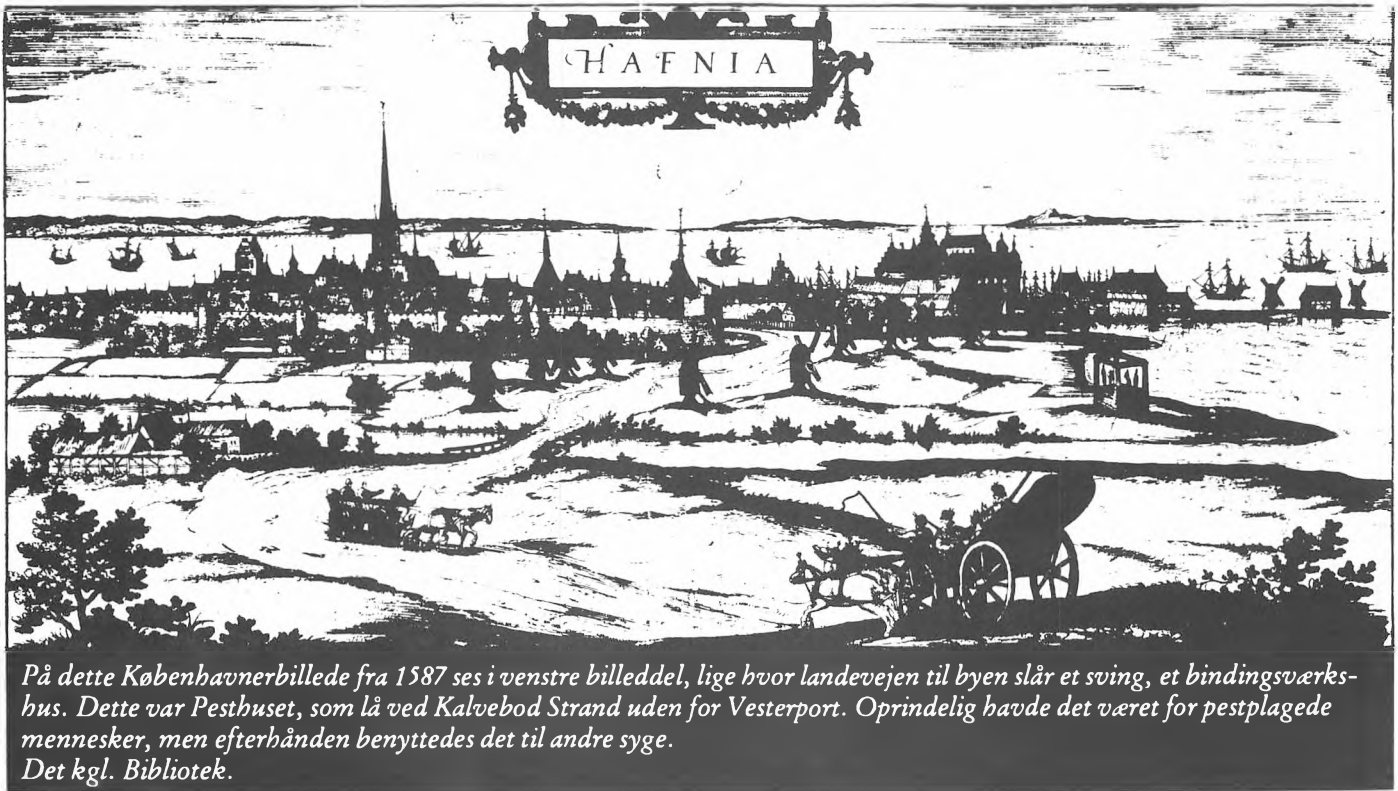 HAFNIA
På dette Københavnerbillede fra 1587 ses i venstre billeddel, lige hvor landevejen til byen slår et sving, et bindingsværks-
hus. Dette var Pesthuset, som lå ved Kalvebod Strand uden for Vesterport. Oprindelig havde det været for pestplagede
mennesker, men efterhånden benyttedes det til andre syge.
Det kgl. Bibliotek.